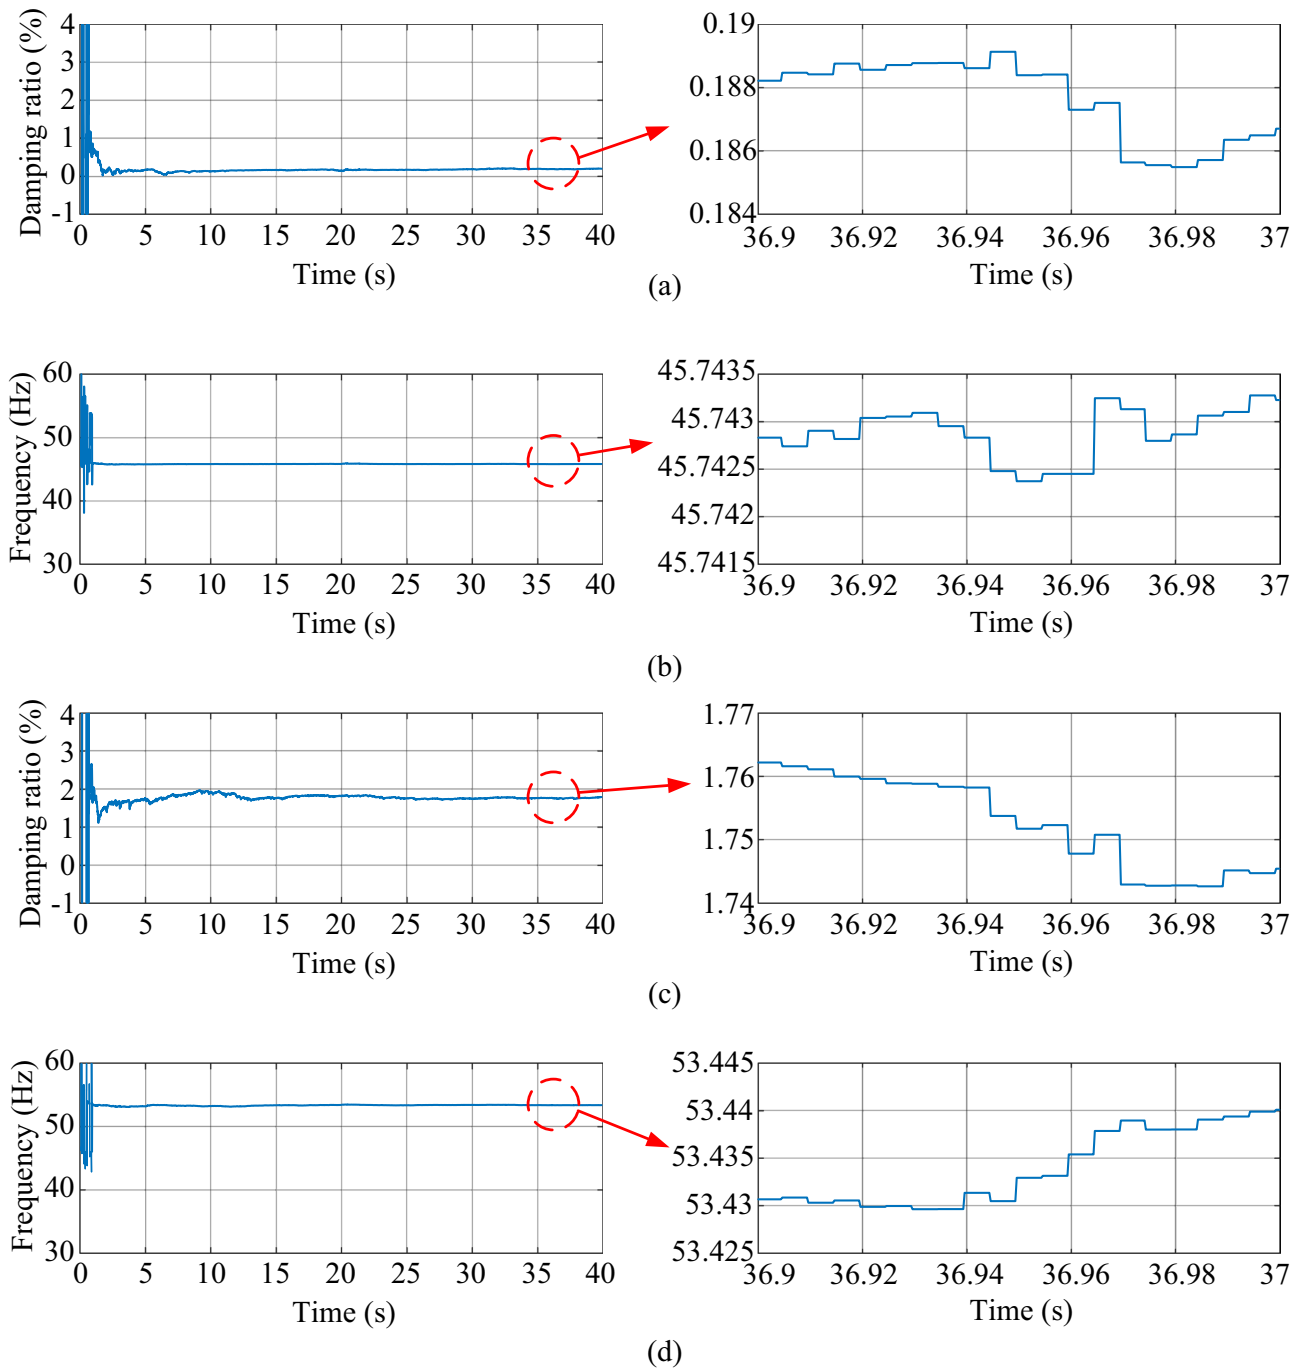 Damping ratio (%)
4
3
2
1
0
-1
0 5 10 15 20 25 30 35 40
Time (s)
0.19
0.188
0.186
0.184
36.9 36.92 36.94 36.96 36.98 37
Time (s)
(a)
Frequency (Hz)
60
50
40
30
0 5 10 15 20 25 30 35 40
Time (s)
45.7435
45.743
45.7425
45.742
45.7415
36.9 36.92 36.94 36.96 36.98 37
Time (s)
(b)
Damping ratio (%)
4
3
2
1
0
-1
0 5 10 15 20 25 30 35 40
Time (s)
1.77
1.76
1.75
1.74
36.9 36.92 36.94 36.96 36.98 37
Time (s)
(c)
Frequency (Hz)
60
50
40
30
0 5 10 15 20 25 30 35 40
Time (s)
53.445
53.44
53.435
53.43
53.425
36.9 36.92 36.94 36.96 36.98 37
Time (s)
(d)